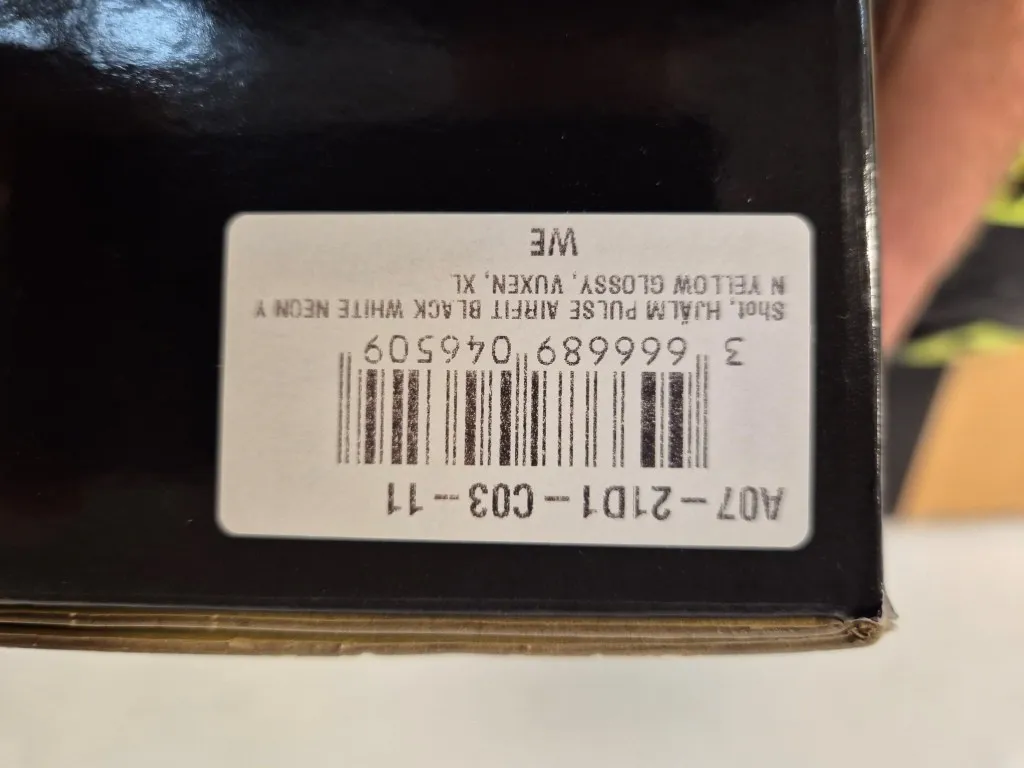 A07-21D1-C03-11
3 666689 046509
Shot, HJÄLM PULSE AIRFIT BLACK WHITE NEON Y
N YELLOW GLOSSY, VUXEN, XL
WE